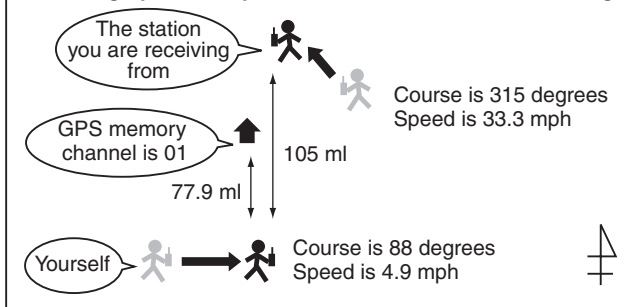 The station
you are receiving
from
Course is 315 degrees
Speed is 33.3 mph
GPS memory
channel is 01
105 ml
77.9 ml
Yourself
Course is 88 degrees
Speed is 4.9 mph